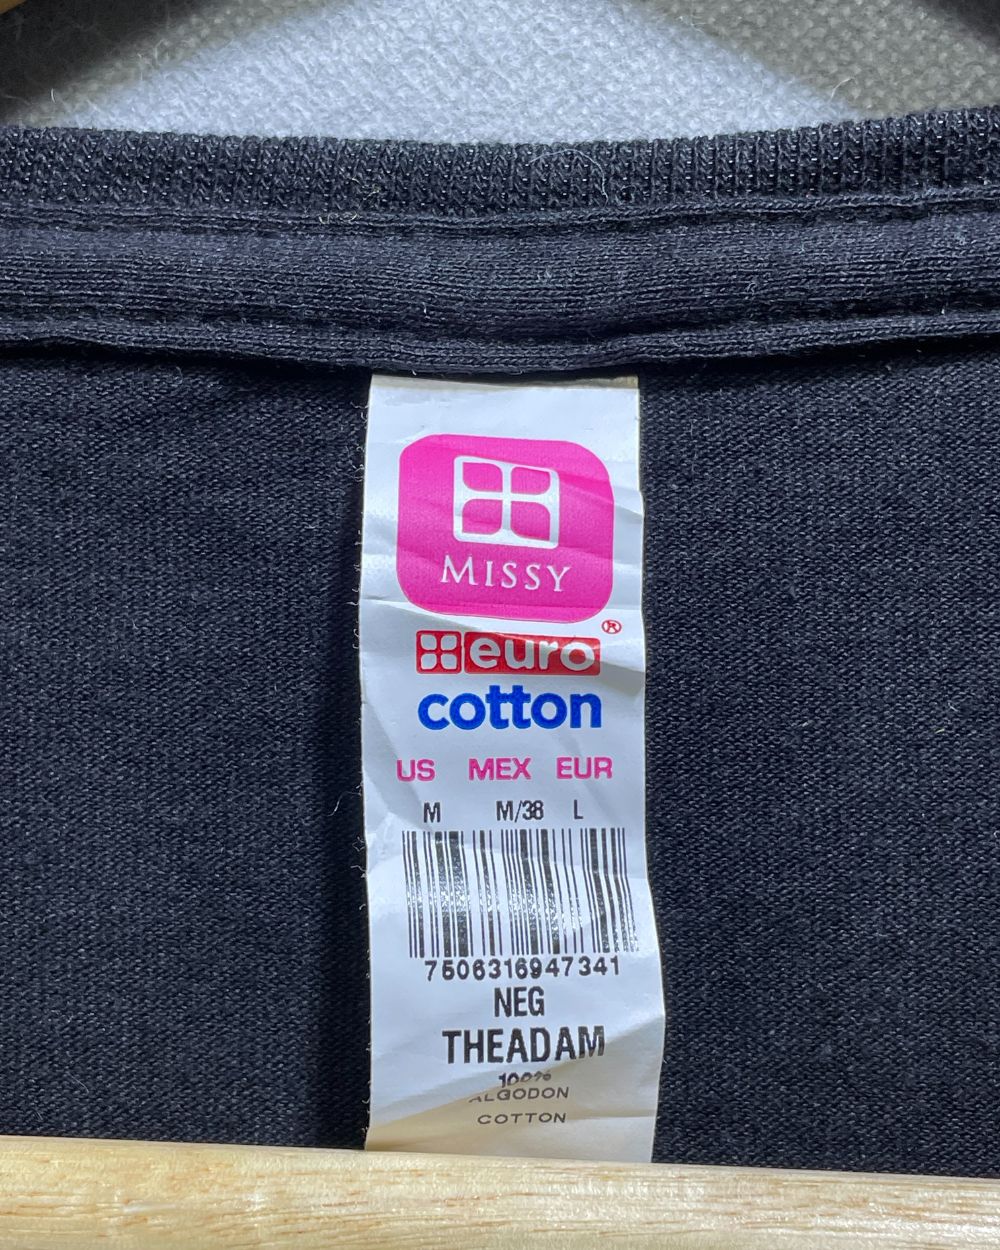 MISSY
euro®
cotton
US MEX EUR
M M/38 L
7506316947341
NEG
THEADAM
100%
ALGODON
COTTON